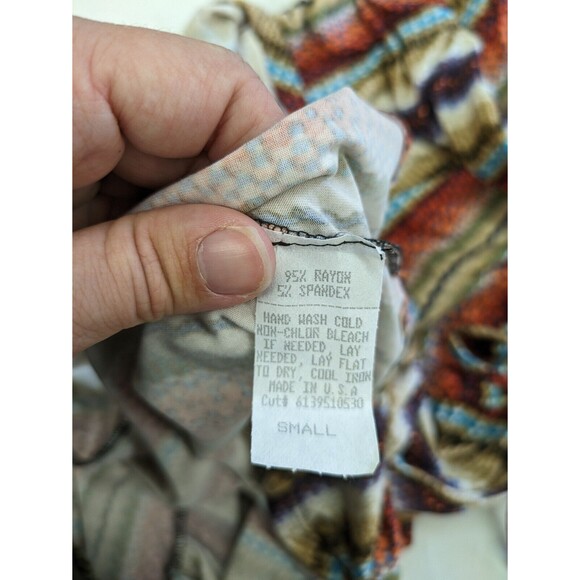 95% RAYON
5% SPANDEX
HAND WASH COLD
NON-CHLOR BLEACH
IF NEEDED, LAY
NEEDED, LAY FLAT
TO DRY, COOL IRON
MADE IN U.S.A
Cut# 6139510530
SMALL